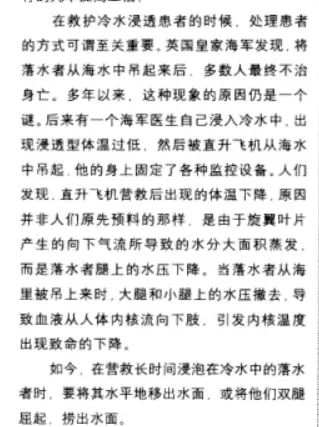 在救护冷水浸透患者的时候，处理患者
的方式可谓至关重要。英国皇家海军发现，将
落水者从海水中吊起来后，多数人最终不治
身亡。多年以来，这种现象的原因仍是一个
谜。后来有一个海军医生自己浸入冷水中，出
现浸透型体温过低，然后被直升飞机从海水
中吊起，他的身上固定了各种监控设备。人们
发现，直升飞机营救后出现的体温下降，原因
并非人们原先预料的那样，是由于旋翼叶片
产生的向下气流所导致的水分大面积蒸发，
而是落水者腿上的水压下降。当落水者从海
里被吊上来时，大腿和小腿上的水压撤去，导
致血液从人体内核流向下肢，引发内核温度
出现致命的下降。
如今，在营救长时间浸泡在冷水中的落水
者时，要将其水平地移出水面，或将他们双腿
屈起，捞出水面。